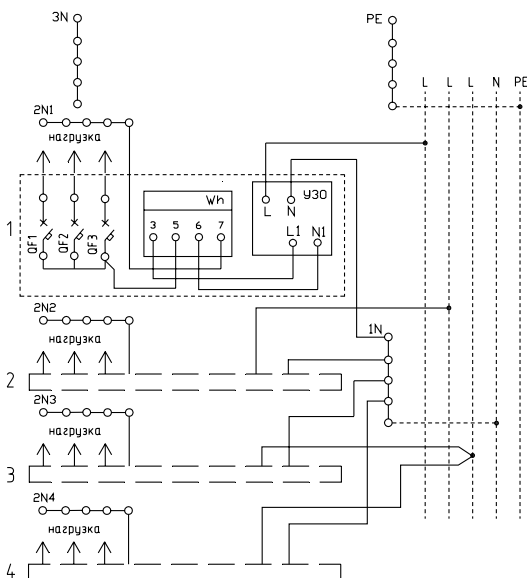 3N
PE
L L L N PE
2N1
нагрузка
1
Wh
УЗО
L N
QF1 QF2 QF3
3 5 6 7
L1 N1
2N2
нагрузка
1N
2
2N3
нагрузка
3
2N4
нагрузка
4